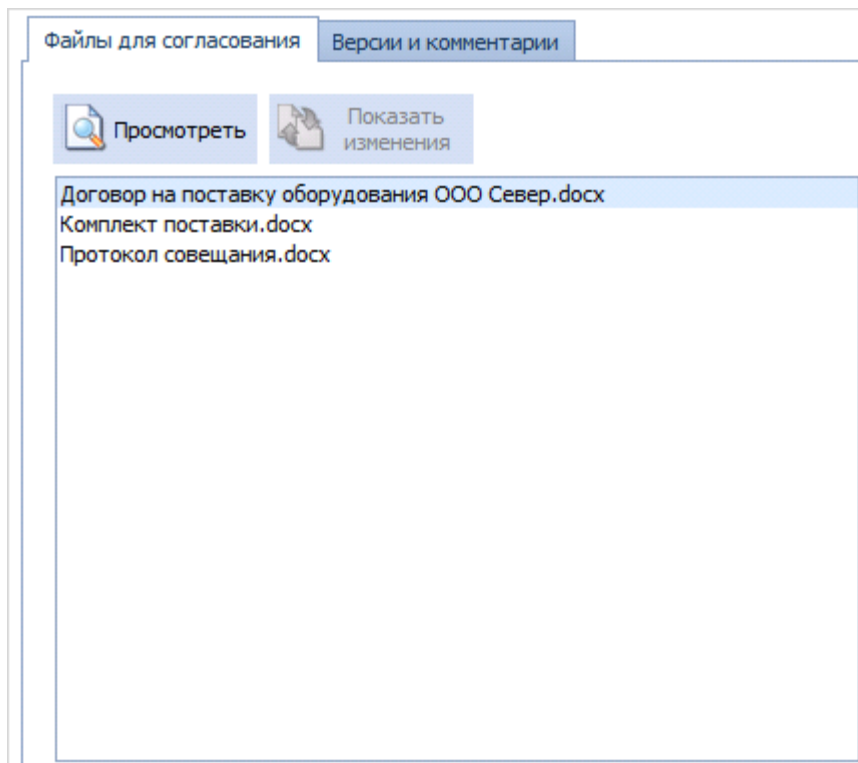 Файлы для согласования
Версии и комментарии
Просмотреть
Показать
изменения
Договор на поставку оборудования ООО Север.docx
Комплект поставки.docx
Протокол совещания.docx